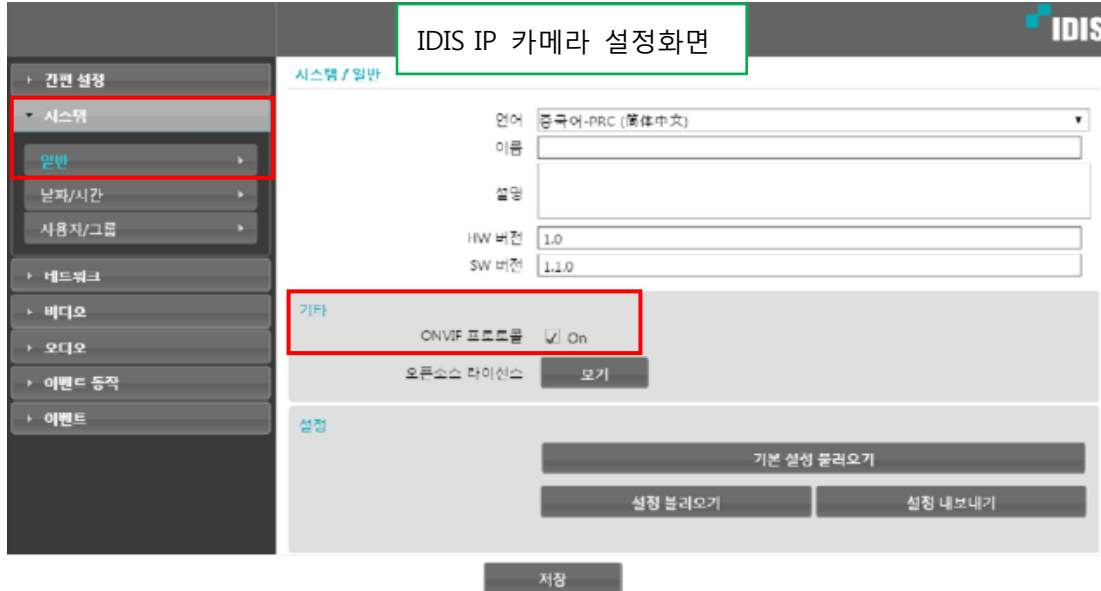 IDIS IP 카메라 설정화면
IDIS
간편 설정
시스템
일반
날짜/시간
사용자/그룹
네트워크
비디오
오디오
이벤트 동작
이벤트
시스템 / 일반
언어 중국어-PRC (简体中文)
이름
설명
HW 버전 1.0
SW 버전 1.1.0
기타
ONVIF 프로토콜 On
오픈소스 라이선스 보기
설정
기본 설정 불러오기
설정 불러오기 설정 내보내기
저장